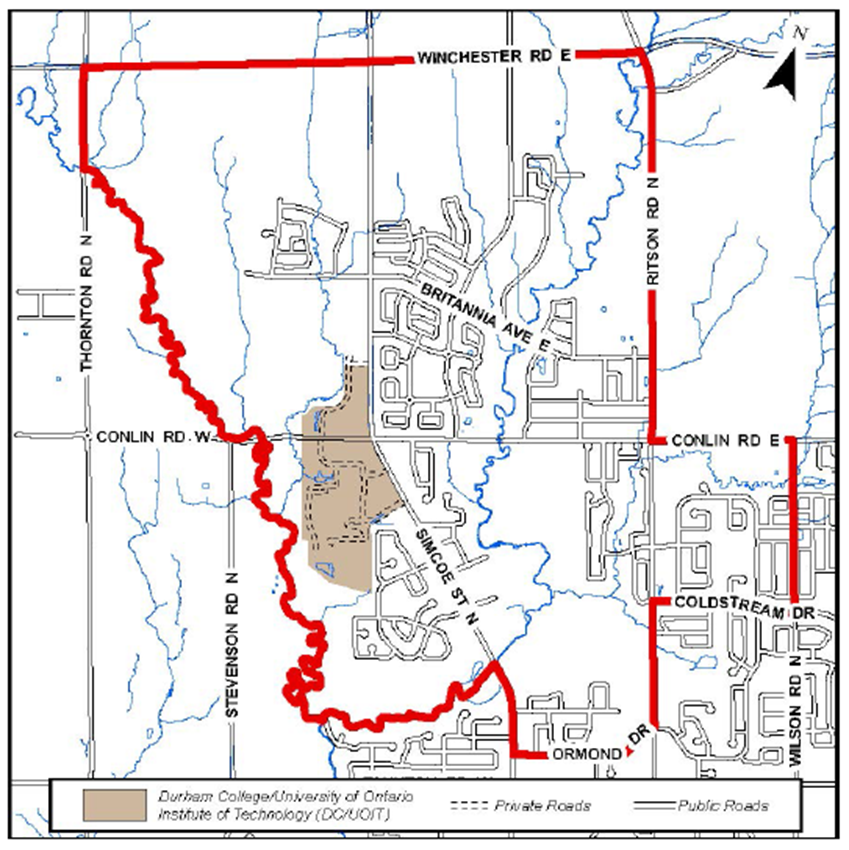 N
WINCHESTER RD E
THORNTON RD N
RITSON RD N
BRITANNIA AVE E
CONLIN RD W
CONLIN RD E
SIMCOE ST N
STEVENSON RD N
COLDSTREAM DR
WILSON RD N
ORMOND DR
Durham College/University of Ontario
Institute of Technology (DC/UOIT)
Private Roads
Public Roads